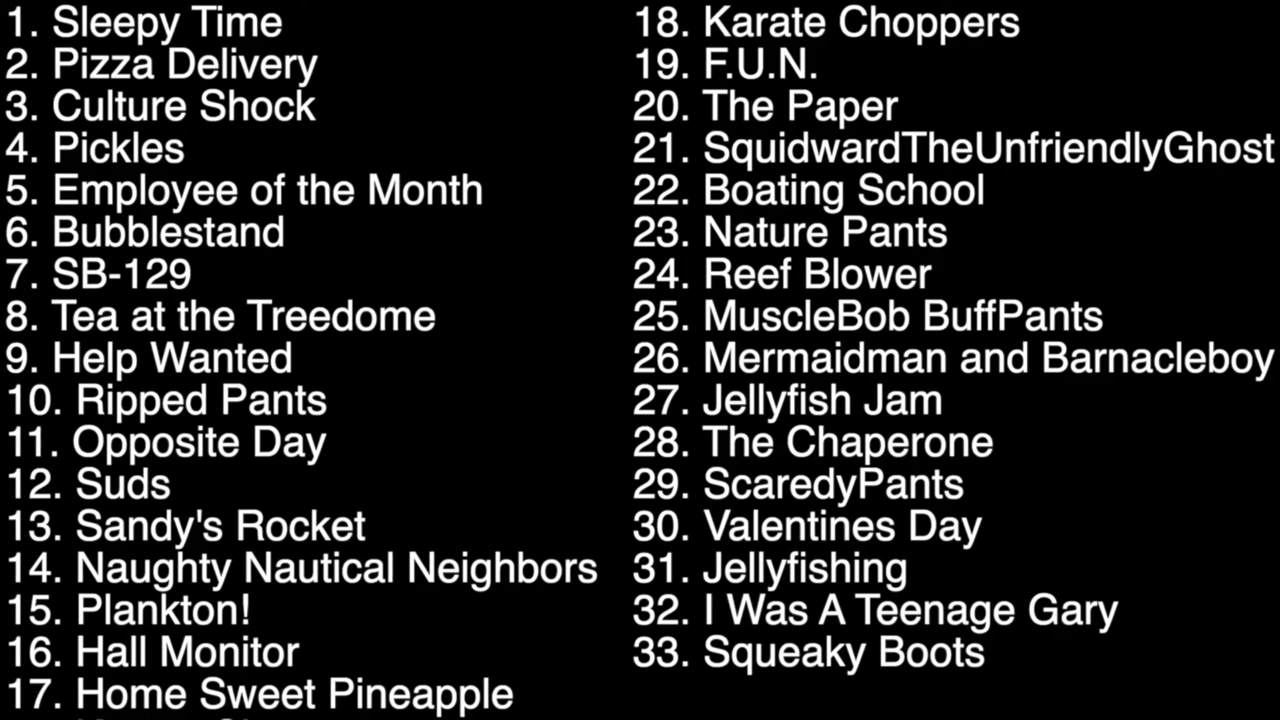 1. Sleepy Time
2. Pizza Delivery
3. Culture Shock
4. Pickles
5. Employee of the Month
6. Bubblestand
7. SB-129
8. Tea at the Treedome
9. Help Wanted
10. Ripped Pants
11. Opposite Day
12. Suds
13. Sandy's Rocket
14. Naughty Nautical Neighbors
15. Plankton!
16. Hall Monitor
17. Home Sweet Pineapple
18. Karate Choppers
19. F.U.N.
20. The Paper
21. SquidwardTheUnfriendlyGhost
22. Boating School
23. Nature Pants
24. Reef Blower
25. MuscleBob BuffPants
26. Mermaidman and Barnacleboy
27. Jellyfish Jam
28. The Chaperone
29. ScaredyPants
30. Valentines Day
31. Jellyfishing
32. I Was A Teenage Gary
33. Squeaky Boots